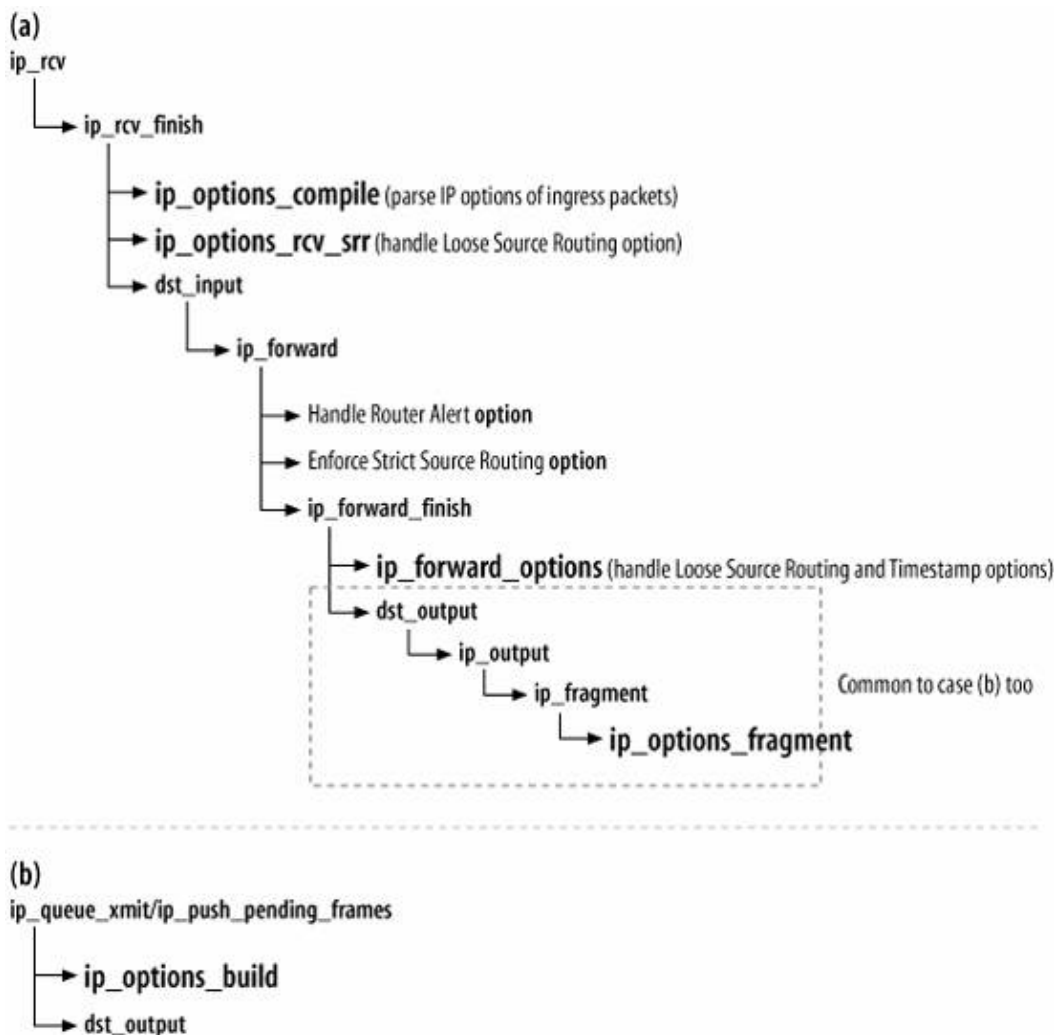 (a)
ip_rcv
ip_rcv_finish
ip_options_compile (parse IP options of ingress packets)
ip_options_rcv_srr (handle Loose Source Routing option)
dst_input
ip_forward
Handle Router Alert option
Enforce Strict Source Routing option
ip_forward_finish
ip_forward_options (handle Loose Source Routing and Timestamp options)
dst_output
ip_output
Common to case (b) too
ip_fragment
ip_options_fragment
(b)
ip_queue_xmit/ip_push_pending_frames
ip_options_build
dst_output